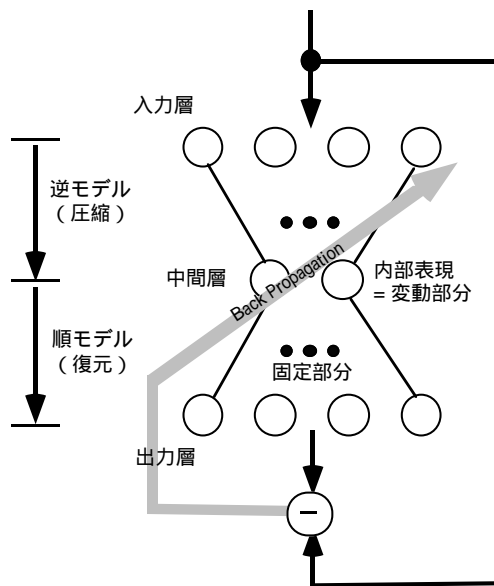 入力層
逆モデル
（圧縮）
中間層
Back Propagation
内部表現
= 変動部分
順モデル
（復元）
固定部分
出力層
−